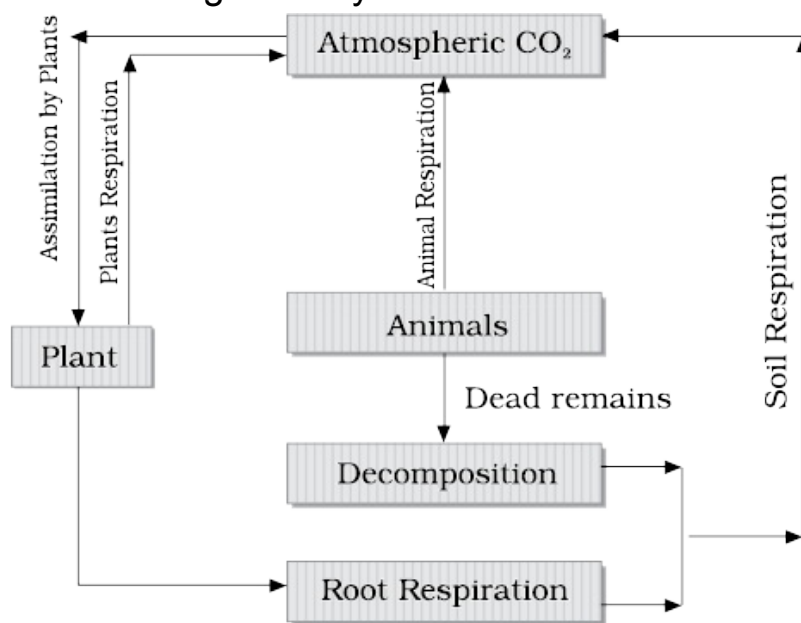 Atmospheric CO₂
Assimilation by Plants
Plants Respiration
Animal Respiration
Soil Respiration
Animals
Plant
Dead remains
Decomposition
Root Respiration